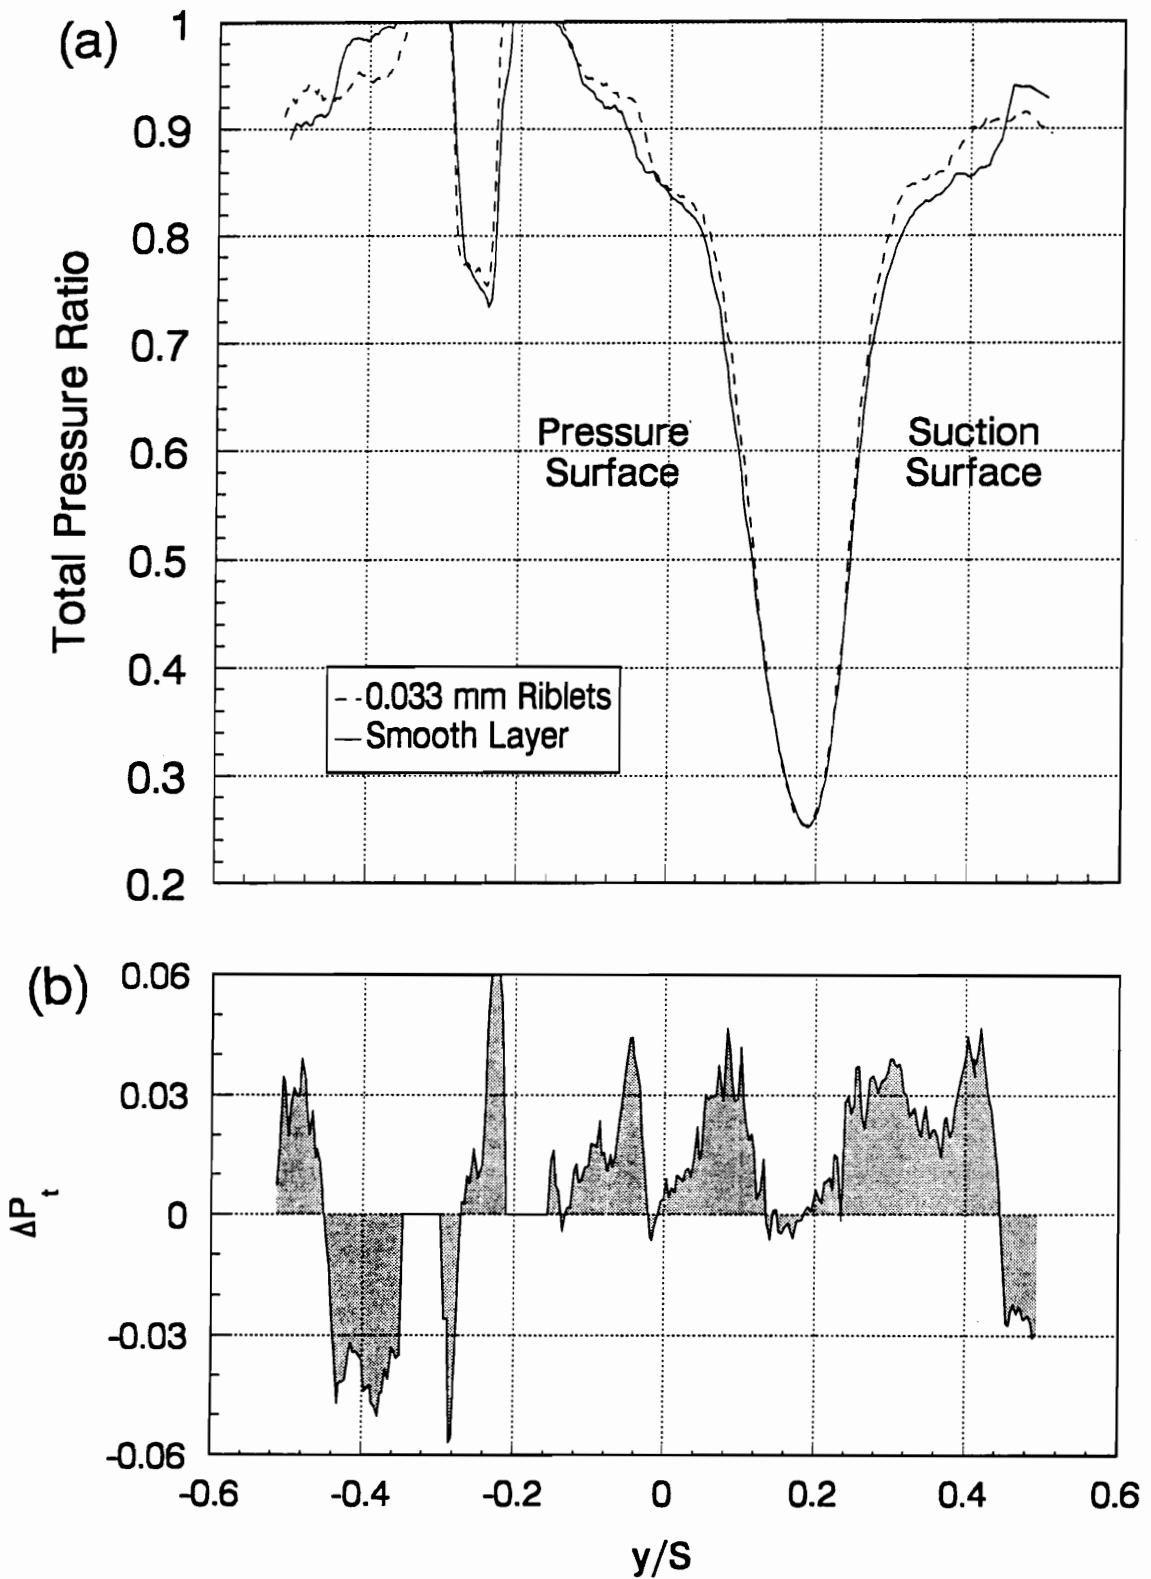 (a)
1
0.9
0.8
0.7
0.6
0.5
0.4
0.3
0.2
Total Pressure Ratio
Pressure
Surface
Suction
Surface
0.033 mm Riblets
Smooth Layer
(b)
0.06
0.03
0
-0.03
-0.06
ΔPt
-0.6
-0.4
-0.2
0
0.2
0.4
0.6
y/S